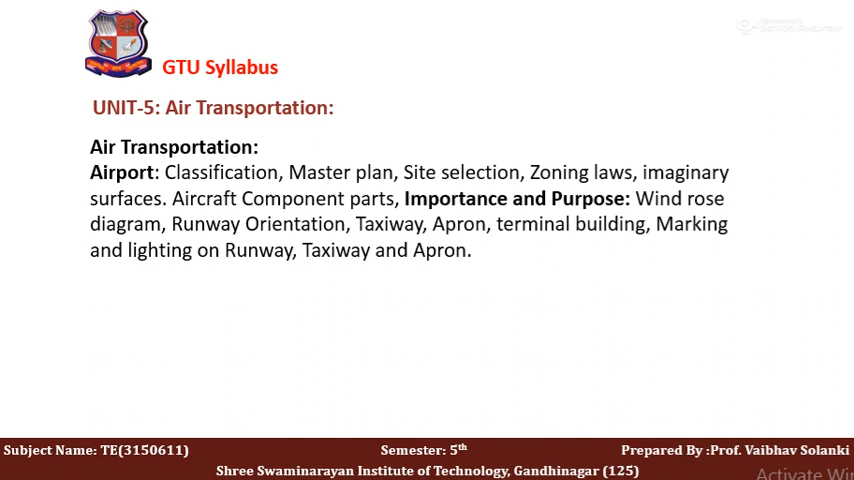 GTU Syllabus
UNIT-5: Air Transportation:
Air Transportation:
Airport: Classification, Master plan, Site selection, Zoning laws, imaginary
surfaces. Aircraft Component parts, Importance and Purpose: Wind rose
diagram, Runway Orientation, Taxiway, Apron, terminal building, Marking
and lighting on Runway, Taxiway and Apron.
Subject Name: TE(3150611) Semester: 5th Prepared By :Prof. Vaibhav Solanki
Shree Swaminarayan Institute of Technology, Gandhinagar (125)
Activate Win
Screen Recorder